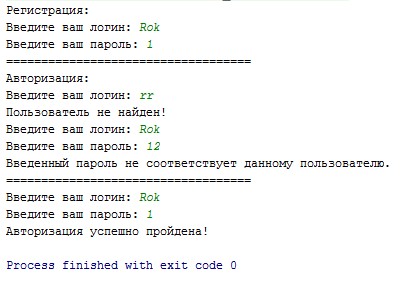 Регистрация:
Введите ваш логин: Rok
Введите ваш пароль: 1
===================================
Авторизация:
Введите ваш логин: rr
Пользователь не найден!
Введите ваш логин: Rok
Введите ваш пароль: 12
Введенный пароль не соответствует данному пользователю.
===================================
Введите ваш логин: Rok
Введите ваш пароль: 1
Авторизация успешно пройдена!
Process finished with exit code 0